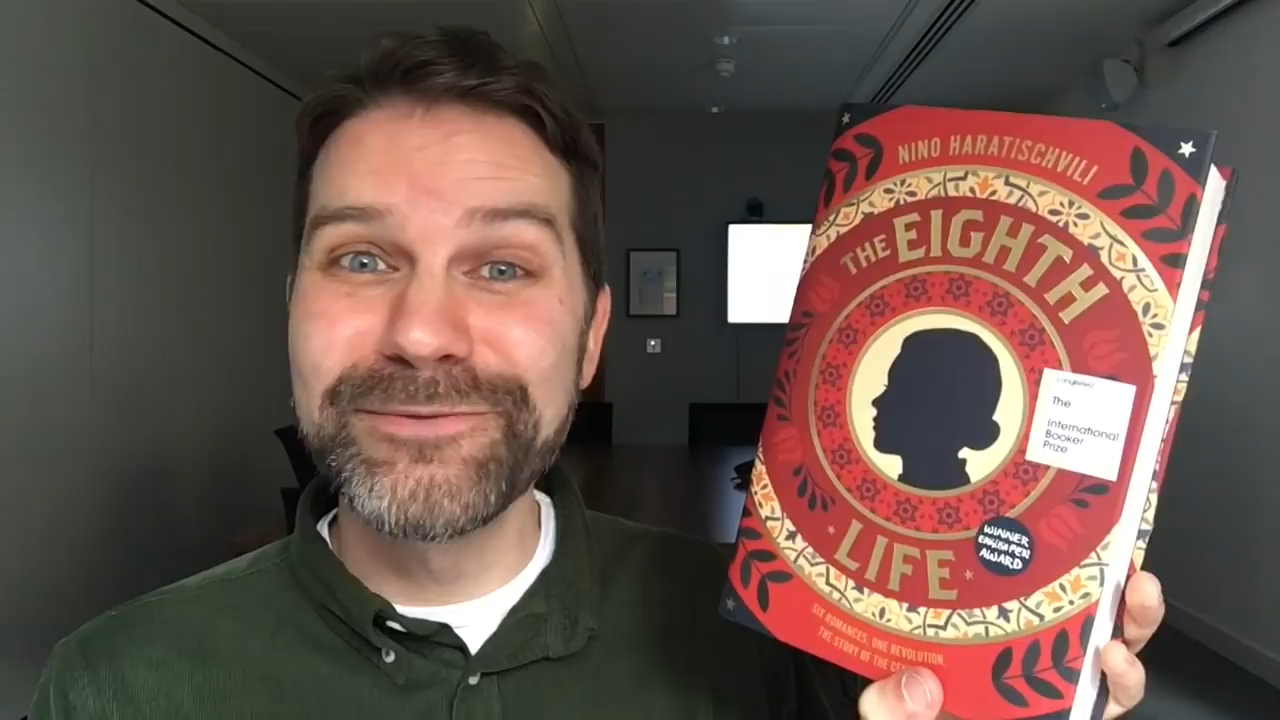 NINO HARATISCHVILI
THE EIGHTH
LIFE
Longlisted
The
International
Booker
Prize
WINNER
ENGLISH PEN
AWARD
SIX ROMANCES, ONE REVOLUTION,
THE STORY OF THE